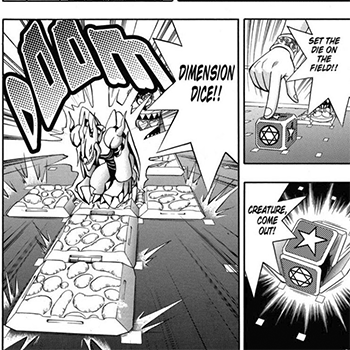 SET
THE
DIE ON
THE
FIELD!!
CREATURE,
COME
OUT!
DIMENSION
DICE!!
DOOM